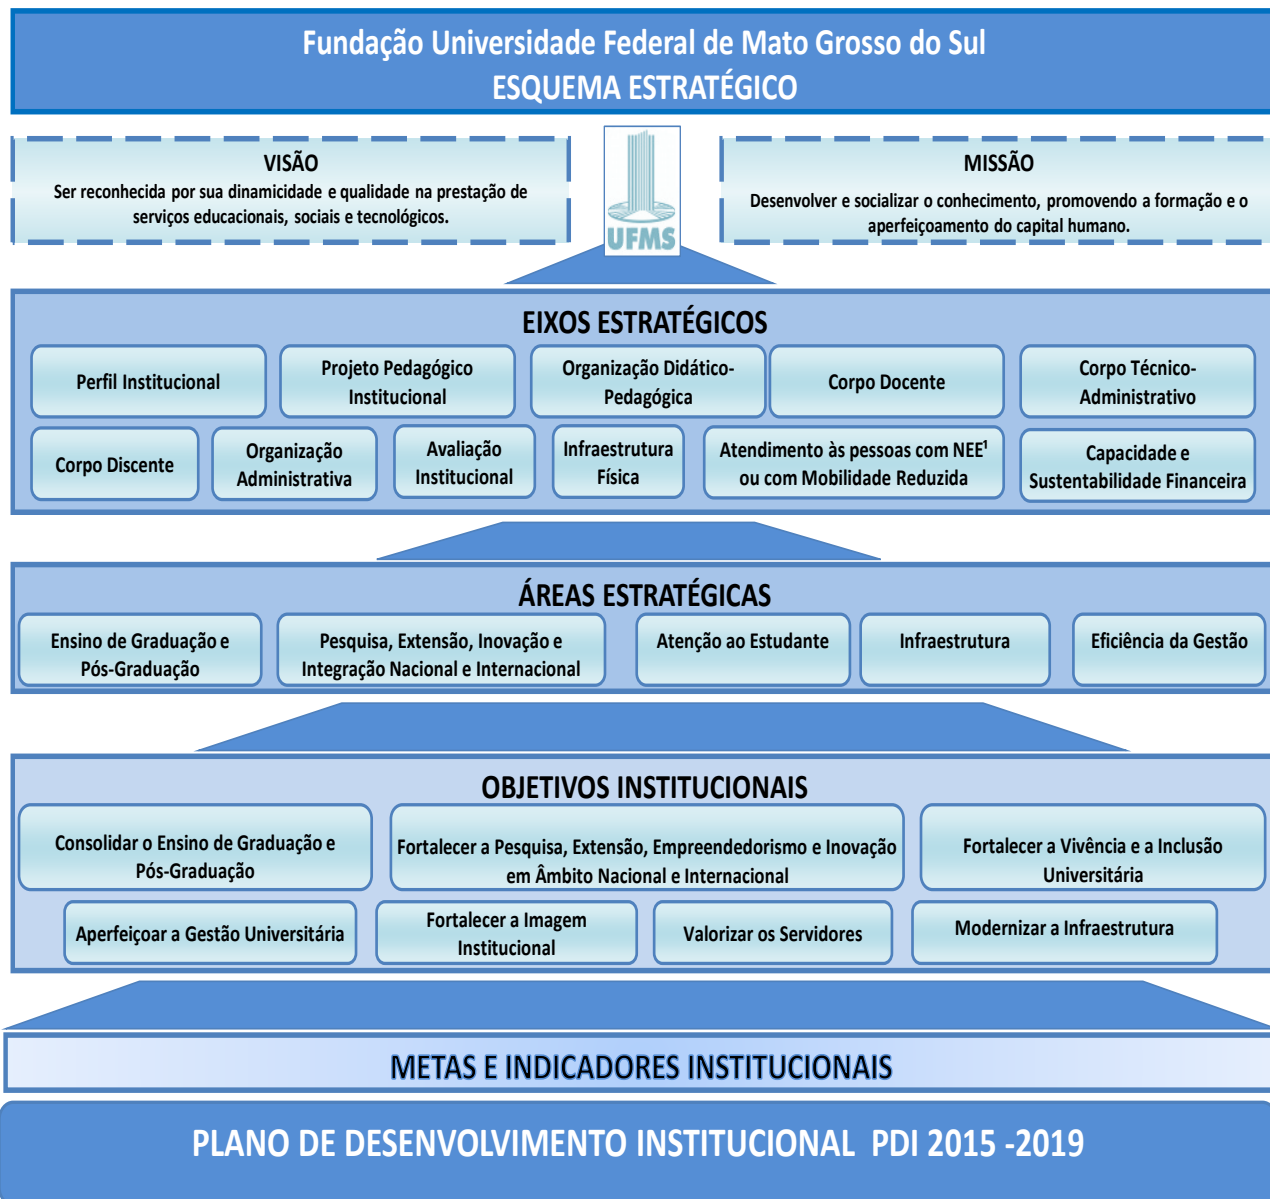 Fundação Universidade Federal de Mato Grosso do Sul
ESQUEMA ESTRATÉGICO
VISÃO
Ser reconhecida por sua dinamicidade e qualidade na prestação de
serviços educacionais, sociais e tecnológicos.
UFMS
MISSÃO
Desenvolver e socializar o conhecimento, promovendo a formação e o
aperfeiçoamento do capital humano.
EIXOS ESTRATÉGICOS
Perfil Institucional
Projeto Pedagógico
Institucional
Organização Didático-
Pedagógica
Corpo Docente
Corpo Técnico-
Administrativo
Corpo Discente
Organização
Administrativa
Avaliação
Institucional
Infraestrutura
Física
Atendimento às pessoas com NEE¹
ou com Mobilidade Reduzida
Capacidade e
Sustentabilidade Financeira
ÁREAS ESTRATÉGICAS
Ensino de Graduação e
Pós-Graduação
Pesquisa, Extensão, Inovação e
Integração Nacional e Internacional
Atenção ao Estudante
Infraestrutura
Eficiência da Gestão
OBJETIVOS INSTITUCIONAIS
Consolidar o Ensino de Graduação e
Pós-Graduação
Fortalecer a Pesquisa, Extensão, Empreendedorismo e Inovação
em Âmbito Nacional e Internacional
Fortalecer a Vivência e a Inclusão
Universitária
Aperfeiçoar a Gestão Universitária
Fortalecer a Imagem
Institucional
Valorizar os Servidores
Modernizar a Infraestrutura
METAS E INDICADORES INSTITUCIONAIS
PLANO DE DESENVOLVIMENTO INSTITUCIONAL PDI 2015 -2019